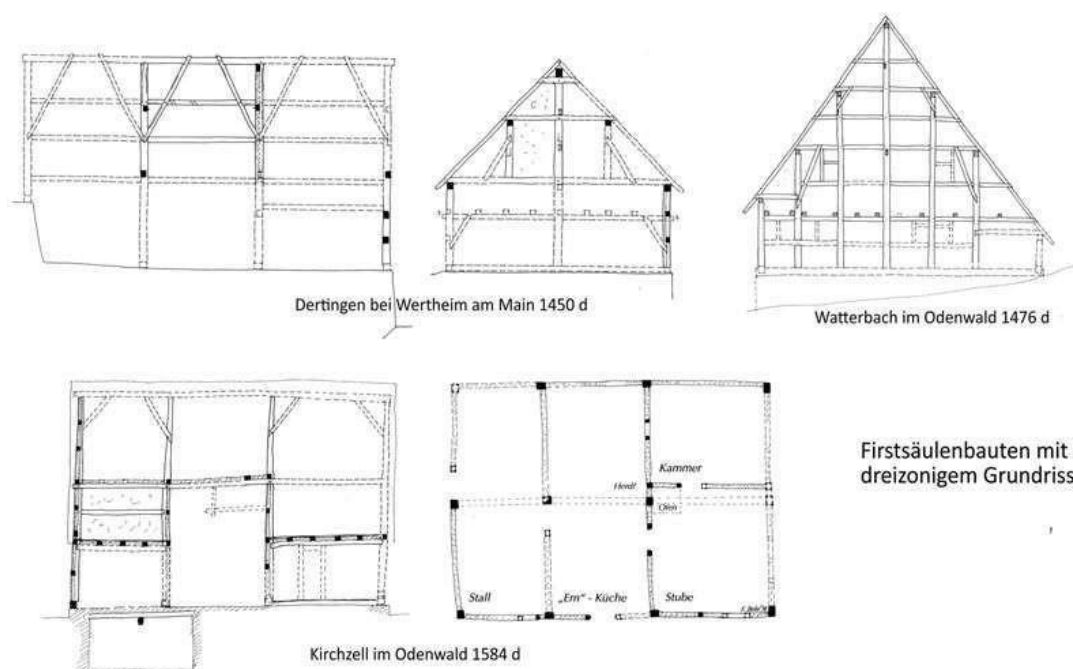 Dertingen bei Wertheim am Main 1450 d
Watterbach im Odenwald 1476 d
Kammer
Herd?
Ofen
Stall
„Ern“ - Küche
Stube
Firstsäulenbauten mit
dreizonigem Grundriss
Kirchzell im Odenwald 1584 d